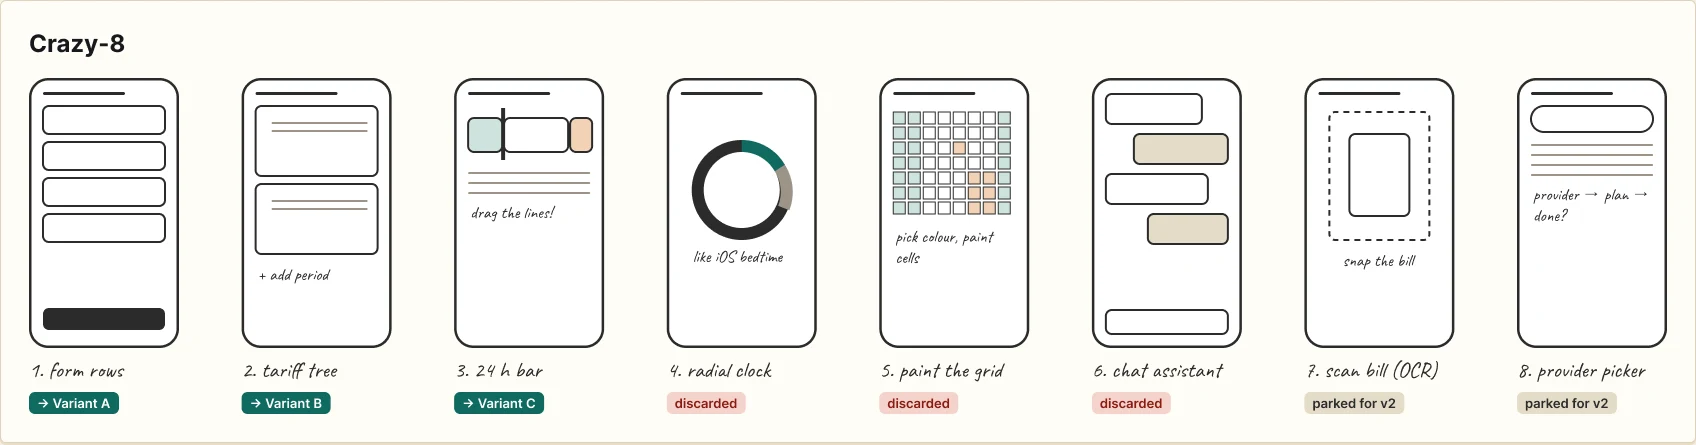 Crazy-8
+ add period
drag the lines!
like iOS bedtime
pick colour, paint
cells
snap the bill
provider → plan →
done?
1. form rows
2. tariff tree
3. 24 h bar
4. radial clock
5. paint the grid
6. chat assistant
7. scan bill (OCR)
8. provider picker
→ Variant A
→ Variant B
→ Variant C
discarded
discarded
discarded
parked for v2
parked for v2